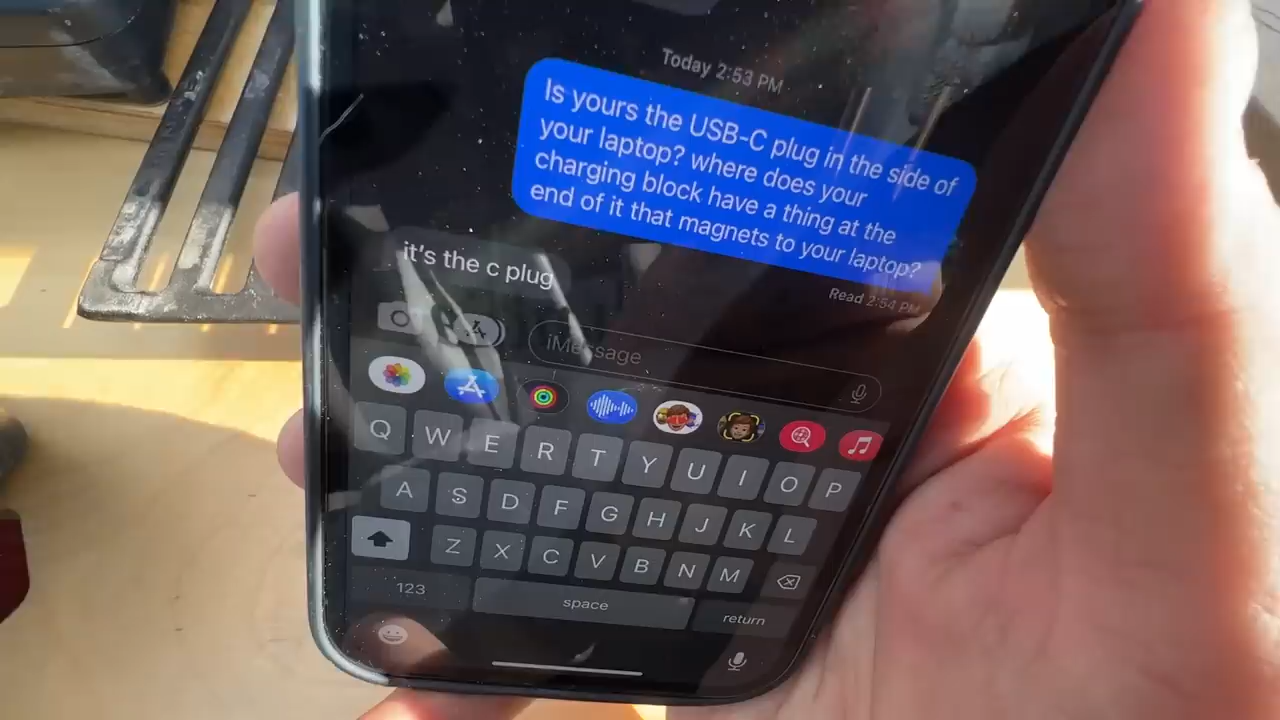 Today 2:53 PM
Is yours the USB-C plug in the side of
your laptop? where does your
charging block have a thing at the
end of it that magnets to your laptop?
Read 2:54 PM
it's the c plug
iMessage
Q W E R T Y U I O P
A S D F G H J K L
Z X C V B N M
123 space return